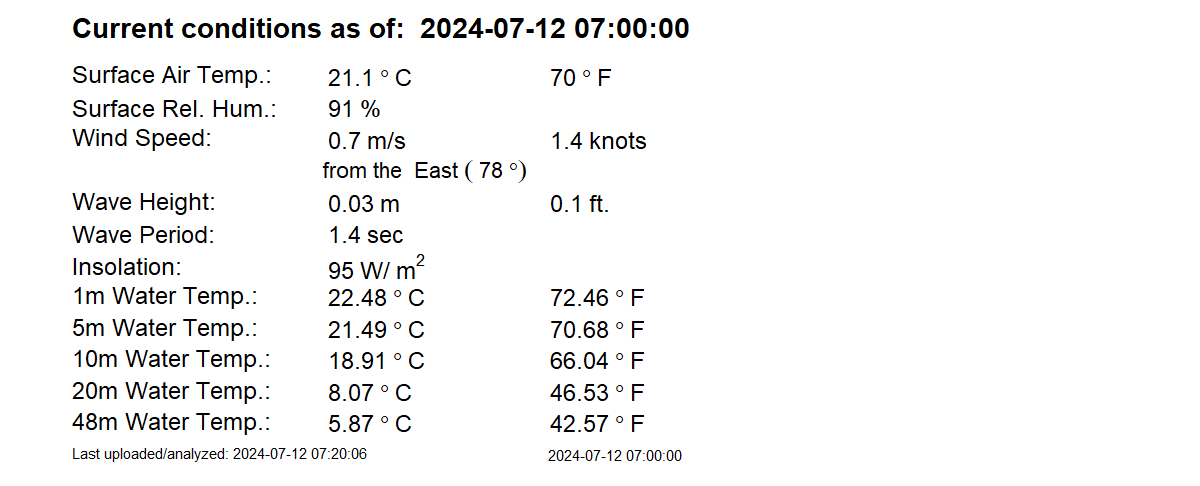 Current conditions as of: 2024-07-12 07:00:00
Surface Air Temp.: 21.1 ° C 70 ° F
Surface Rel. Hum.: 91 %
Wind Speed: 0.7 m/s 1.4 knots
from the East ( 78 °)
Wave Height: 0.03 m 0.1 ft.
Wave Period: 1.4 sec
Insolation: 95 W/ m²
1m Water Temp.: 22.48 ° C 72.46 ° F
5m Water Temp.: 21.49 ° C 70.68 ° F
10m Water Temp.: 18.91 ° C 66.04 ° F
20m Water Temp.: 8.07 ° C 46.53 ° F
48m Water Temp.: 5.87 ° C 42.57 ° F
Last uploaded/analyzed: 2024-07-12 07:20:06 2024-07-12 07:00:00